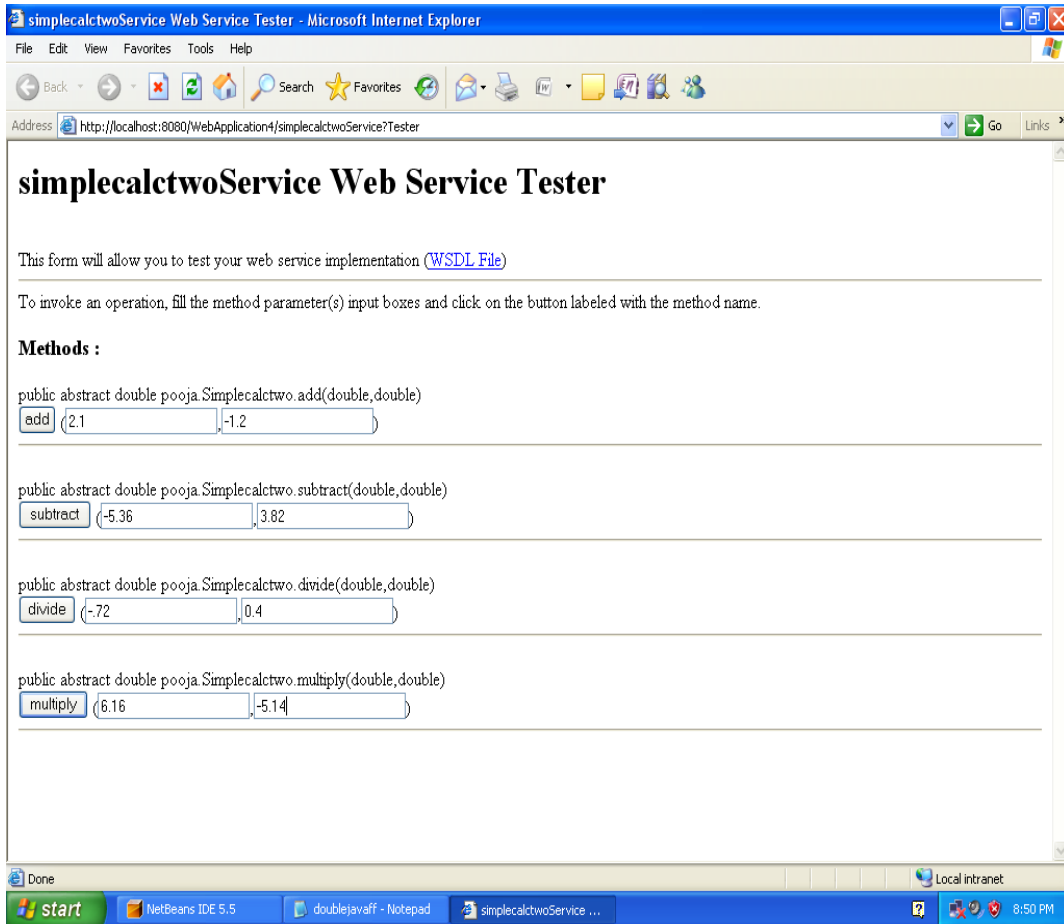 simplecalctwoService Web Service Tester - Microsoft Internet Explorer
File Edit View Favorites Tools Help
Back Search Favorites
Address http://localhost:8080/WebApplication4/simplecalctwoService?Tester Go Links »
simplecalctwoService Web Service Tester
This form will allow you to test your web service implementation (WSDL File)
To invoke an operation, fill the method parameter(s) input boxes and click on the button labeled with the method name.
Methods :
public abstract double pooja.Simplecalctwo.add(double,double)
add (2.1 ,-1.2 )
public abstract double pooja.Simplecalctwo.subtract(double,double)
subtract (-5.36 ,3.82 )
public abstract double pooja.Simplecalctwo.divide(double,double)
divide (-.72 ,0.4 )
public abstract double pooja.Simplecalctwo.multiply(double,double)
multiply (6.16 ,-5.14 )
Done Local intranet
start NetBeans IDE 5.5 doublejavaff - Notepad simplecalctwoService ... 8:50 PM